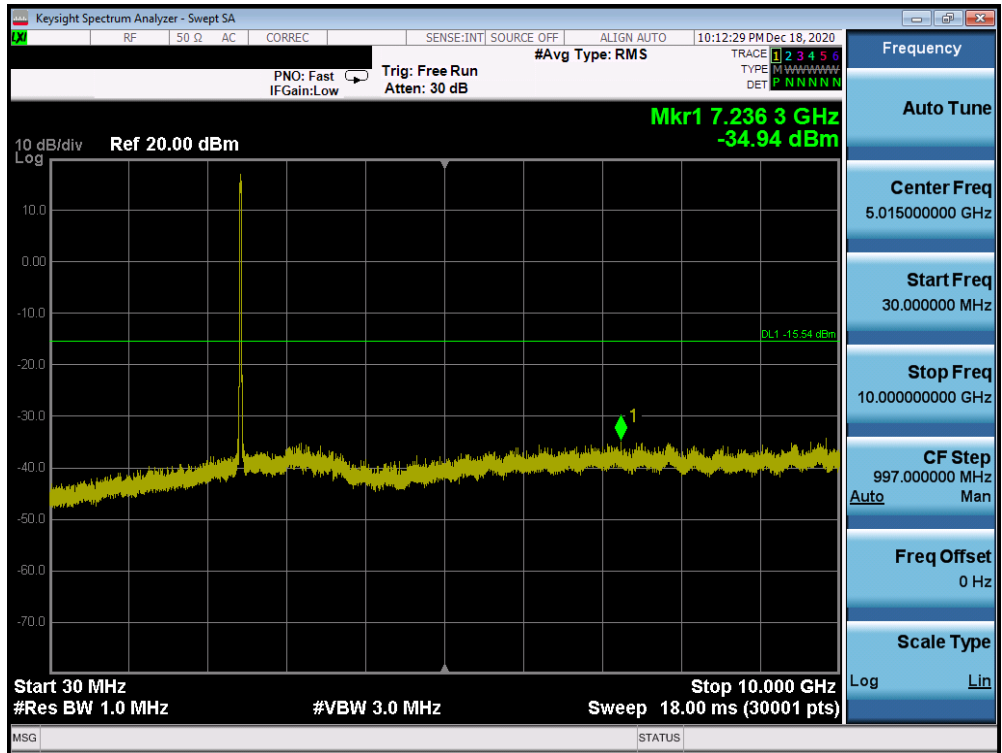 Keysight Spectrum Analyzer - Swept SA
LXI RF 50 Ω AC CORREC SENSE:INT SOURCE OFF ALIGN AUTO 10:12:29 PM Dec 18, 2020
#Avg Type: RMS TRACE 1 2 3 4 5 6
PNO: Fast Trig: Free Run TYPE M WWWWW
IFGain:Low Atten: 30 dB DET P N N N N N
Mkr1 7.236 3 GHz
10 dB/div Ref 20.00 dBm -34.94 dBm
Log
10.0
0.00
-10.0
DL1 -15.54 dBm
-20.0
-30.0
1
-40.0
-50.0
-60.0
-70.0
Start 30 MHz Stop 10.000 GHz
#Res BW 1.0 MHz #VBW 3.0 MHz Sweep 18.00 ms (30001 pts)
MSG STATUS
Frequency
Auto Tune
Center Freq
5.015000000 GHz
Start Freq
30.000000 MHz
Stop Freq
10.000000000 GHz
CF Step
997.000000 MHz
Auto Man
Freq Offset
0 Hz
Scale Type
Log Lin